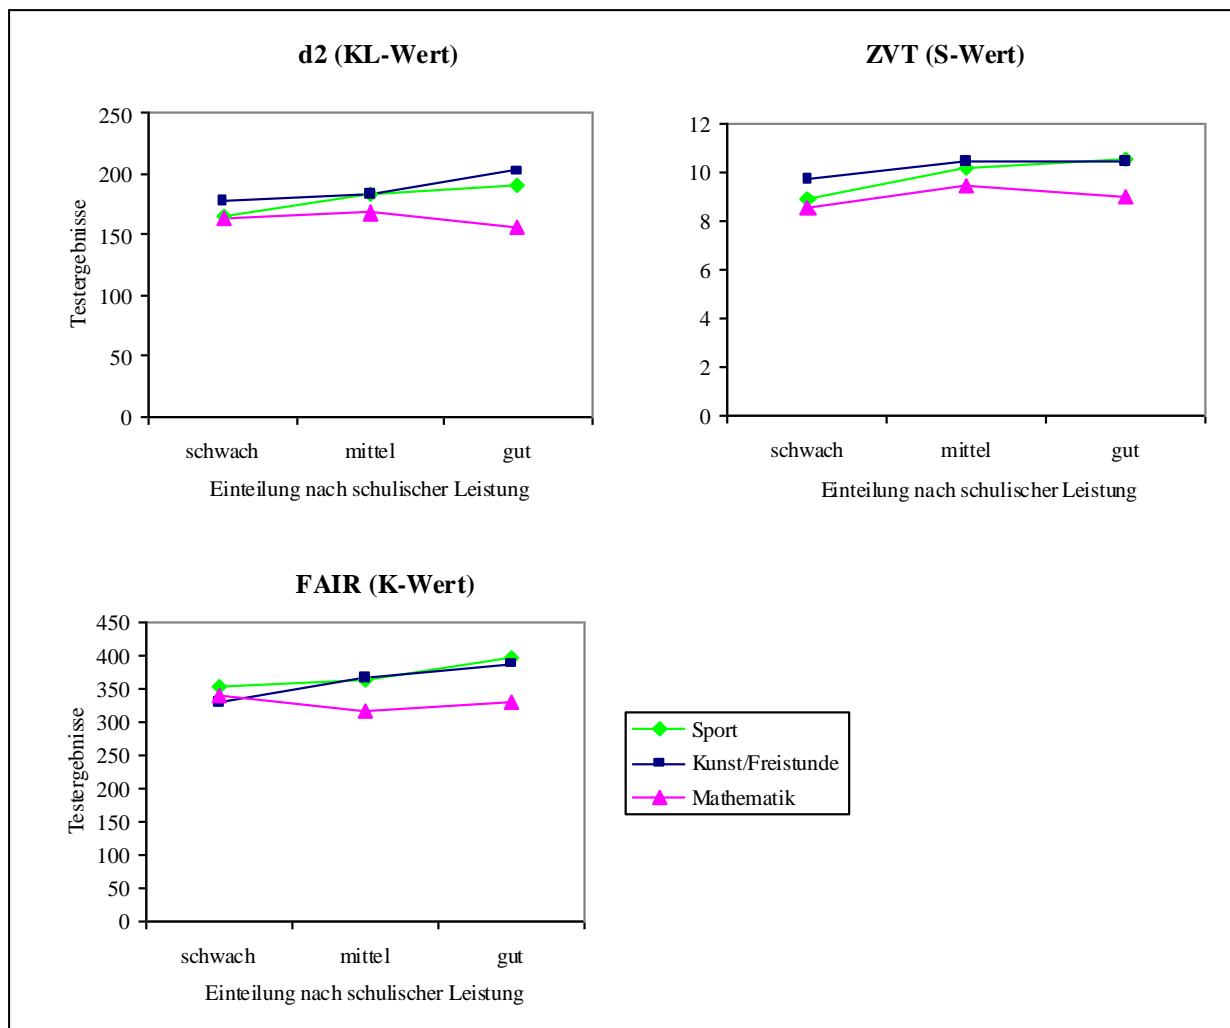 d2 (KL-Wert)
250
200
150
100
50
0
Testergebnisse
schwach mittel gut
Einteilung nach schulischer Leistung
ZVT (S-Wert)
12
10
8
6
4
2
0
schwach mittel gut
Einteilung nach schulischer Leistung
FAIR (K-Wert)
450
400
350
300
250
200
150
100
50
0
Testergebnisse
schwach mittel gut
Einteilung nach schulischer Leistung
Sport
Kunst/Freistunde
Mathematik